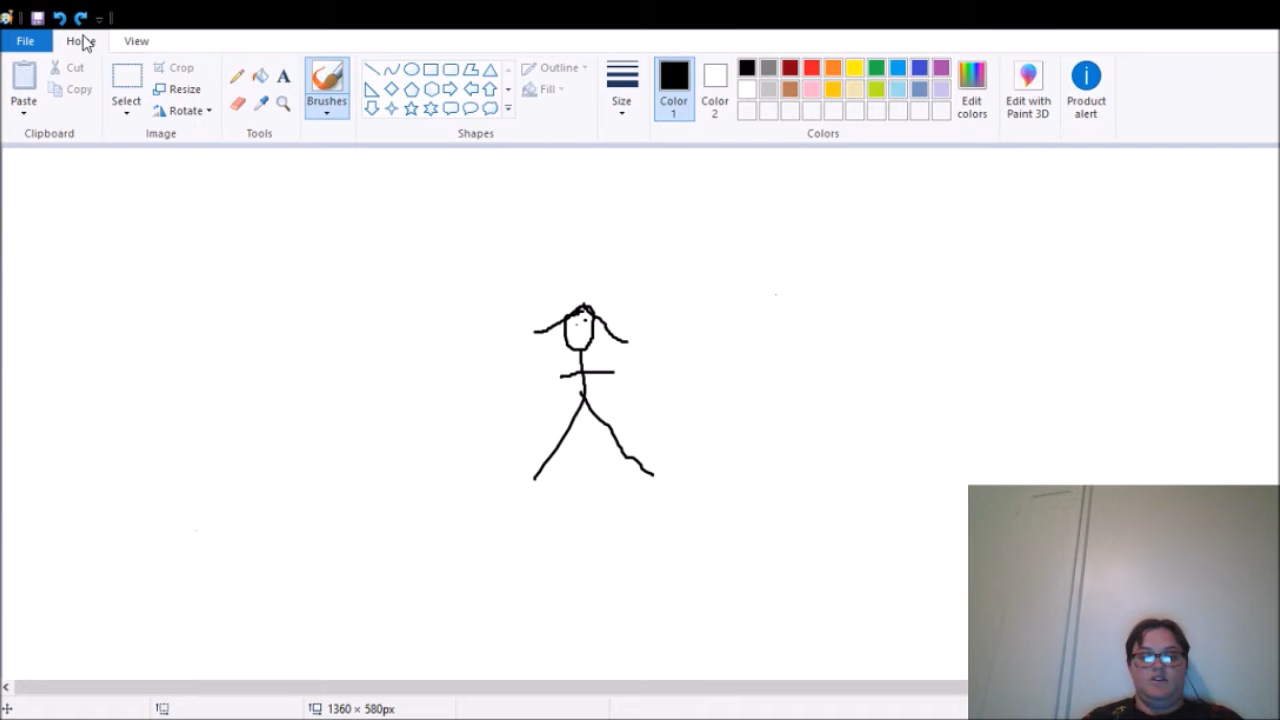 File Home View
Cut
Copy
Paste
Clipboard
Select
Crop
Resize
Rotate
Image
A
Tools
Brushes
Shapes
Outline
Fill
Size
Color
1
Color
2
Colors
Edit
colors
Edit with
Paint 3D
Product
alert
1360 × 580px